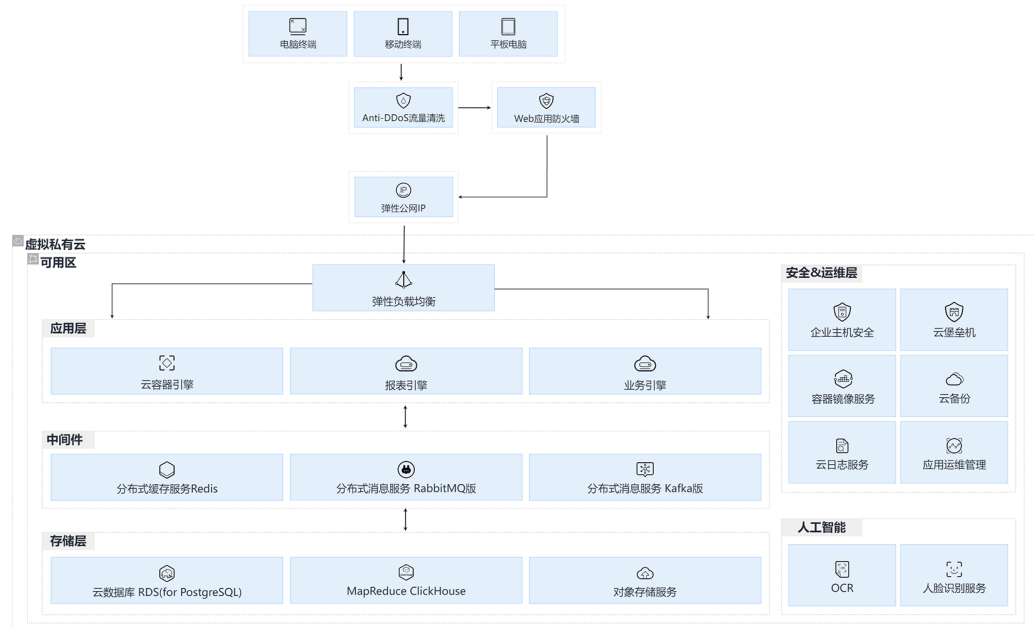 电脑终端
移动终端
平板电脑
Anti-DDoS流量清洗
Web应用防火墙
IP
弹性公网IP
虚拟私有云
可用区
弹性负载均衡
应用层
云容器引擎
报表引擎
业务引擎
中间件
分布式缓存服务Redis
分布式消息服务 RabbitMQ版
分布式消息服务 Kafka版
存储层
云数据库 RDS(for PostgreSQL)
MapReduce ClickHouse
对象存储服务
安全&运维层
企业主机安全
云堡垒机
容器镜像服务
云备份
云日志服务
应用运维管理
人工智能
OCR
人脸识别服务